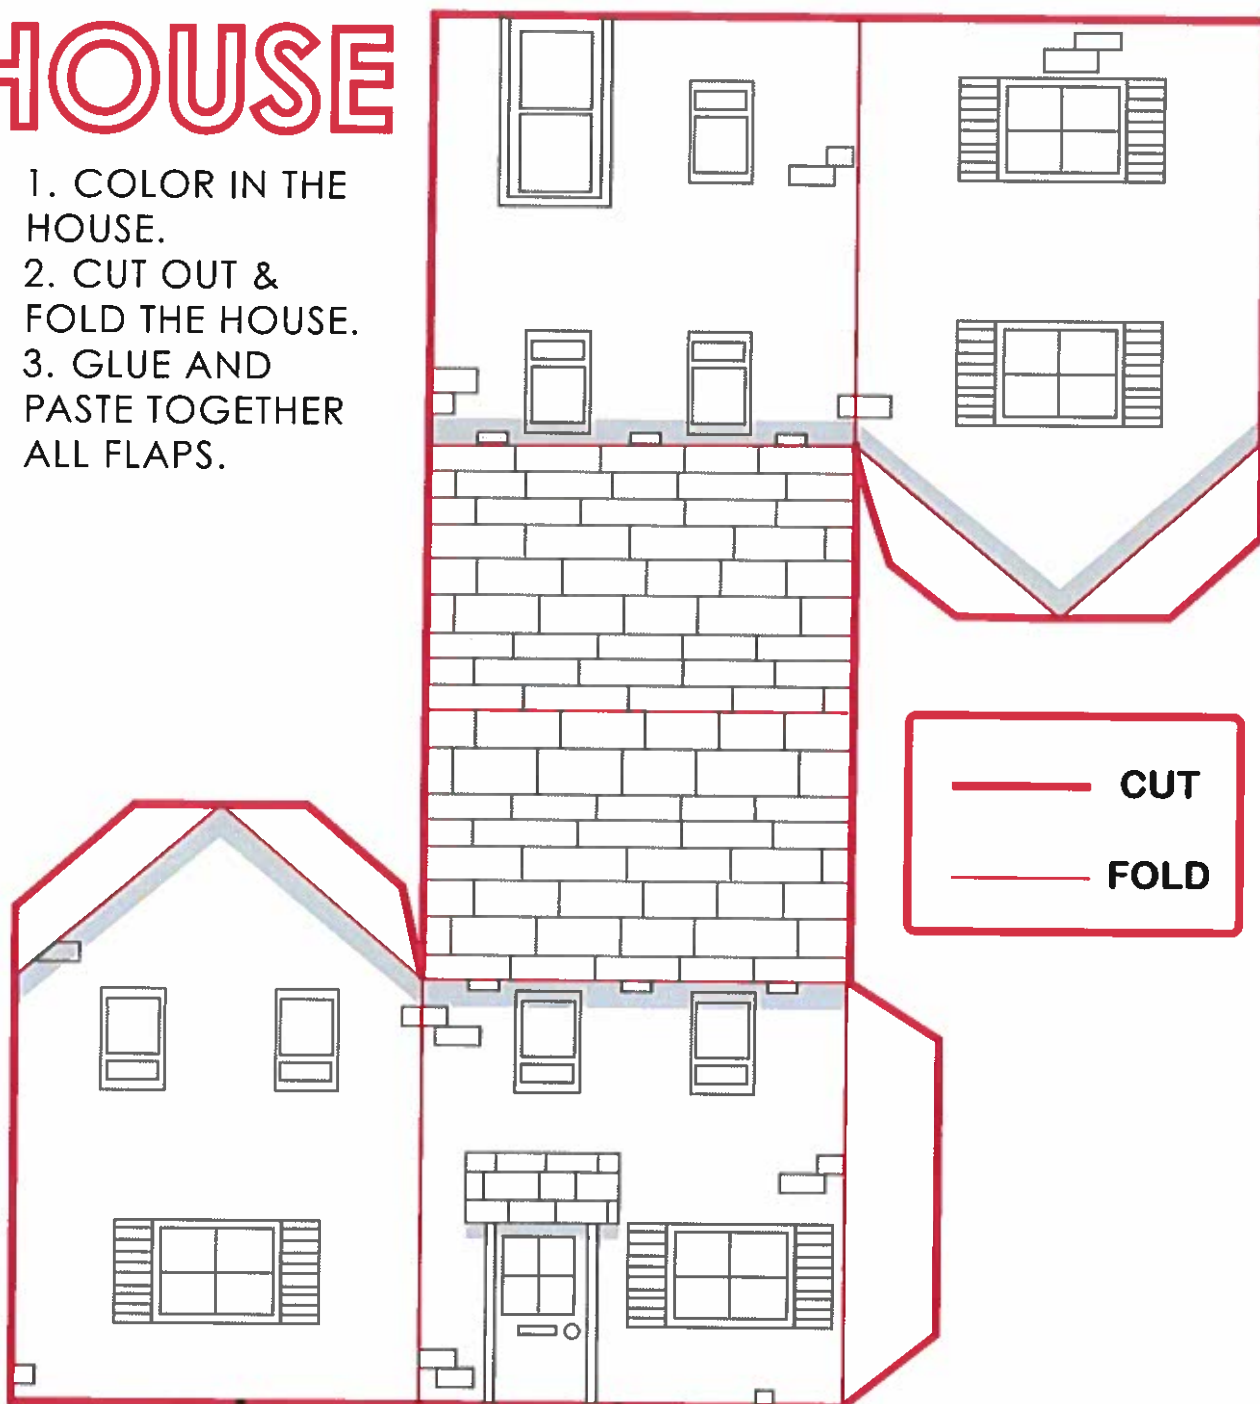 HOUSE
1. COLOR IN THE
HOUSE.
2. CUT OUT &
FOLD THE HOUSE.
3. GLUE AND
PASTE TOGETHER
ALL FLAPS.
CUT
FOLD